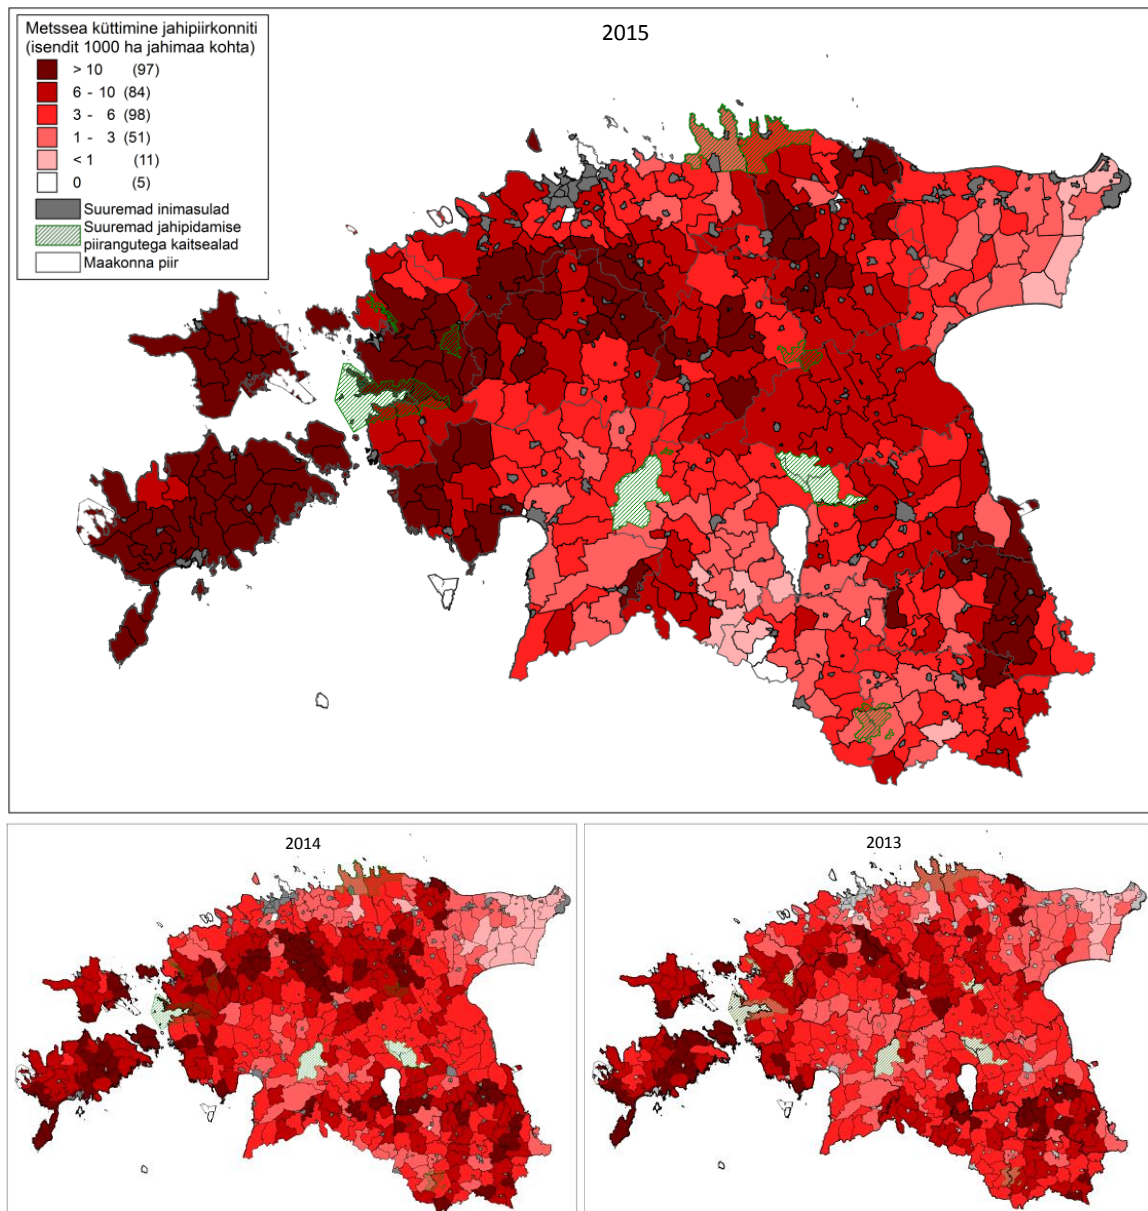 Metssea küttimine jahipiirkonniti
(isendit 1000 ha jahimaa kohta)
> 10 (97)
6 - 10 (84)
3 - 6 (98)
1 - 3 (51)
< 1 (11)
0 (5)
Suuremad inimasulad
Suuremad jahipidamise
piirangutega kaitsealad
Maakonna piir
2015
2014
2013